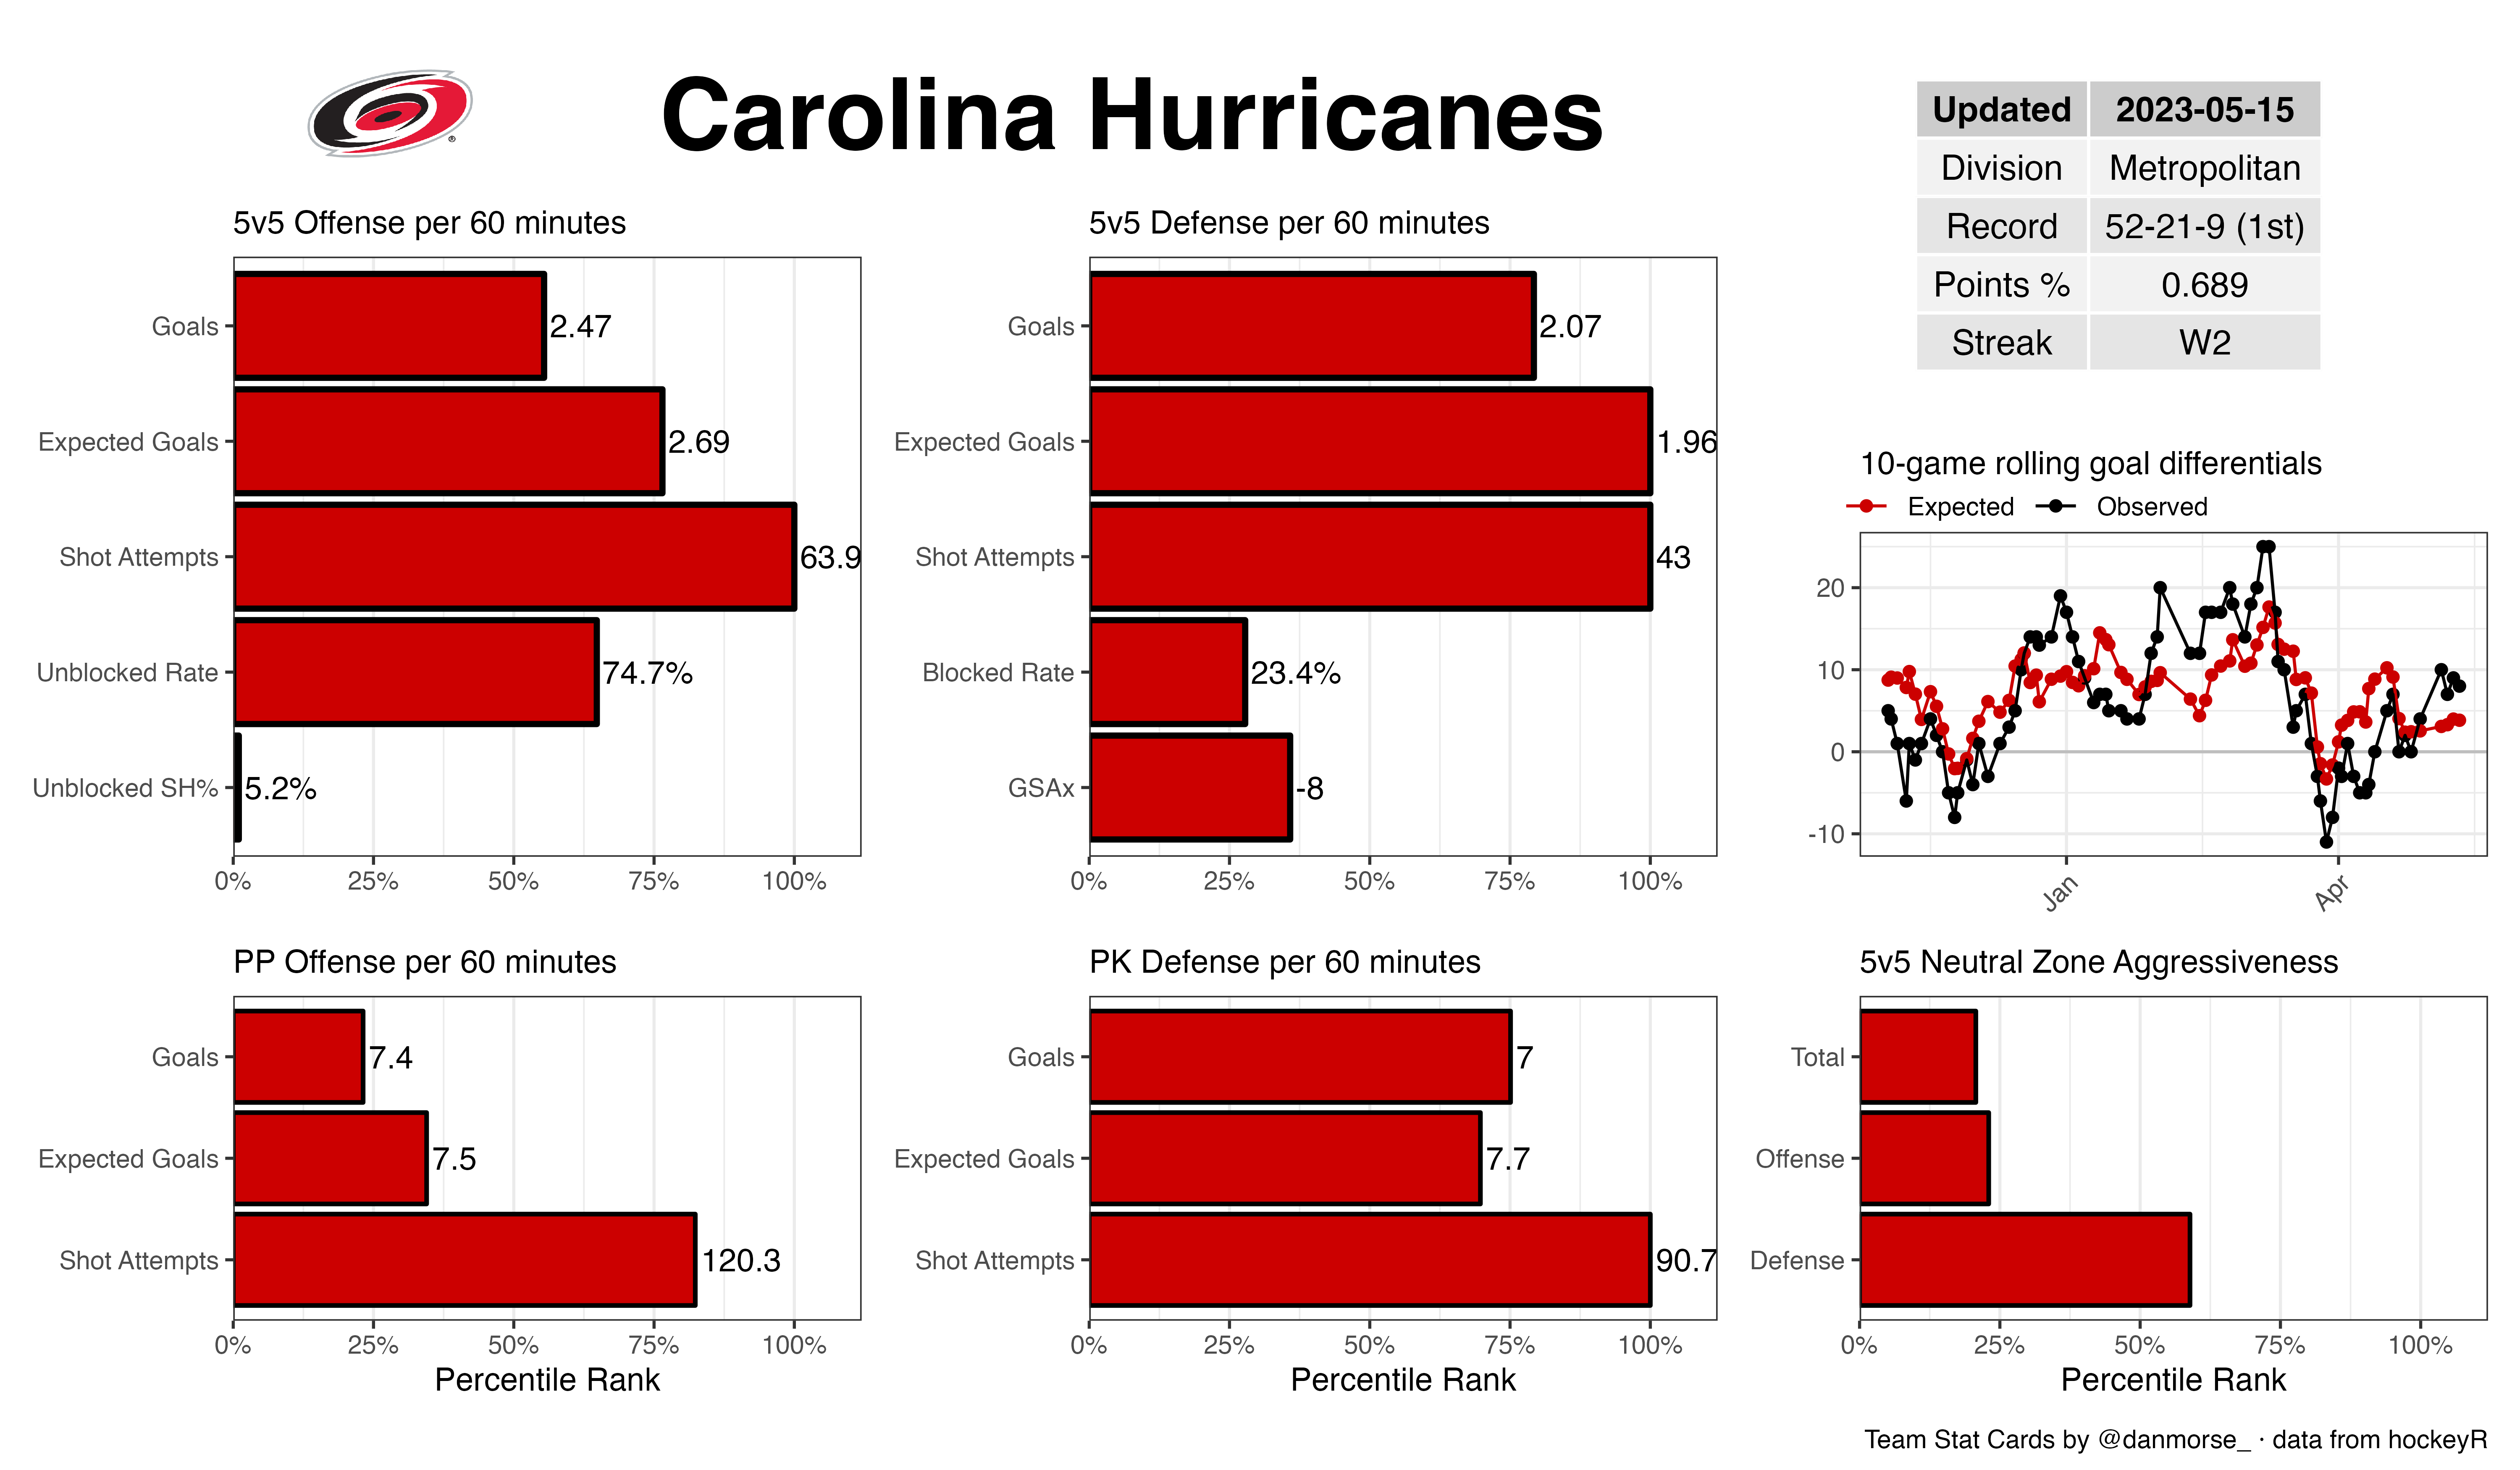 Carolina Hurricanes
Updated 2023-05-15
Division Metropolitan
Record 52-21-9 (1st)
Points % 0.689
Streak W2
5v5 Offense per 60 minutes
Goals 2.47
Expected Goals 2.69
Shot Attempts 63.9
Unblocked Rate 74.7%
Unblocked SH% 5.2%
0% 25% 50% 75% 100%
5v5 Defense per 60 minutes
Goals 2.07
Expected Goals 1.96
Shot Attempts 43
Blocked Rate 23.4%
GSAx -8
0% 25% 50% 75% 100%
10-game rolling goal differentials
Expected Observed
20
10
0
-10
Jan Apr
PP Offense per 60 minutes
Goals 7.4
Expected Goals 7.5
Shot Attempts 120.3
0% 25% 50% 75% 100%
Percentile Rank
PK Defense per 60 minutes
Goals 7
Expected Goals 7.7
Shot Attempts 90.7
0% 25% 50% 75% 100%
Percentile Rank
5v5 Neutral Zone Aggressiveness
Total
Offense
Defense
0% 25% 50% 75% 100%
Percentile Rank
Team Stat Cards by @danmorse_ · data from hockeyR